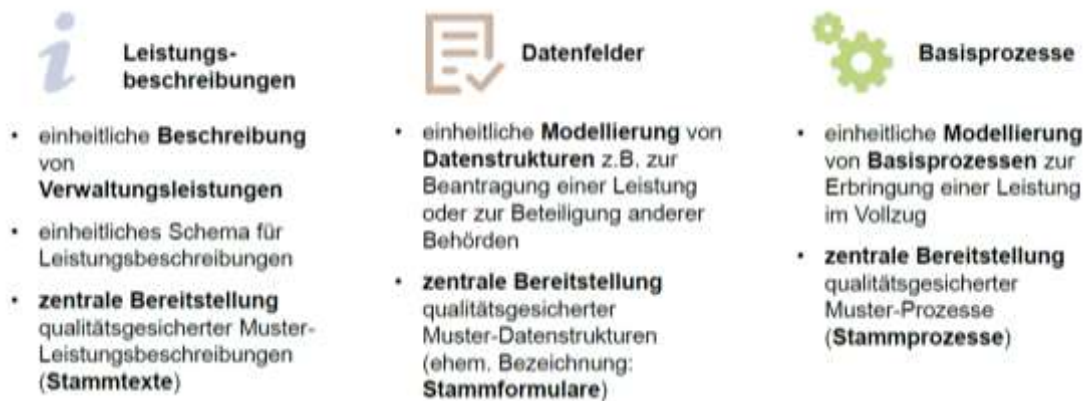 Leistungs-
beschreibungen
• einheitliche Beschreibung
von
Verwaltungsleistungen
• einheitliches Schema für
Leistungsbeschreibungen
• zentrale Bereitstellung
qualitätsgesicherter Muster-
Leistungsbeschreibungen
(Stammtexte)
Datenfelder
• einheitliche Modellierung von
Datenstrukturen z.B. zur
Beantragung einer Leistung
oder zur Beteiligung anderer
Behörden
• zentrale Bereitstellung
qualitätsgesicherter
Muster-Datenstrukturen
(ehem. Bezeichnung:
Stammformulare)
Basisprozesse
• einheitliche Modellierung
von Basisprozessen zur
Erbringung einer Leistung
im Vollzug
• zentrale Bereitstellung
qualitätsgesicherter
Muster-Prozesse
(Stammprozesse)